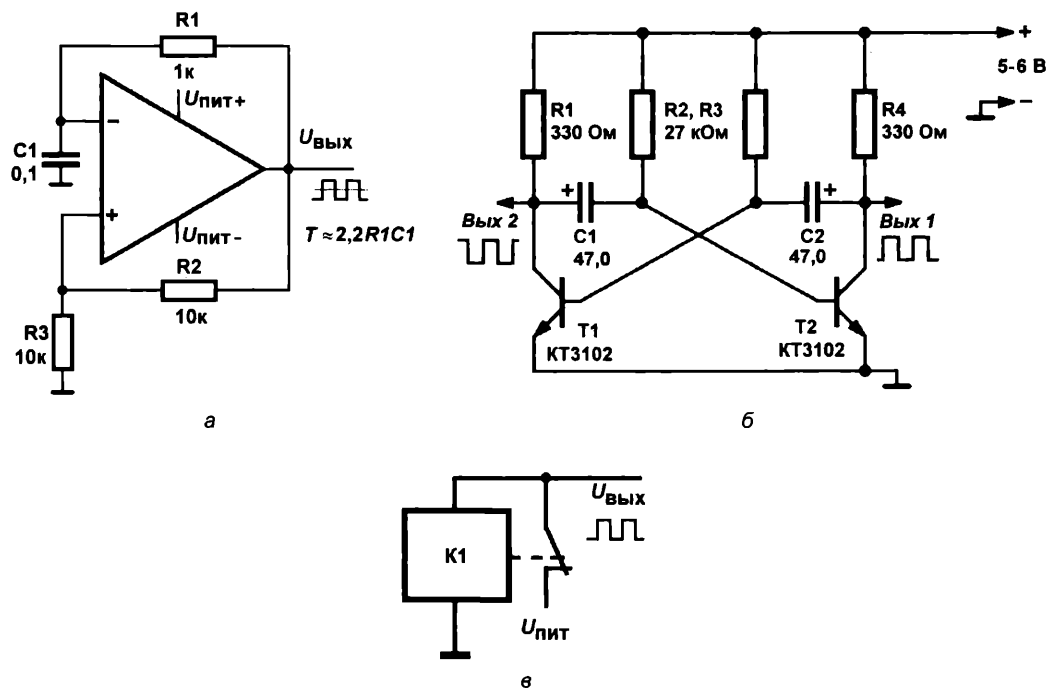 R1
1к
Uпит+
−
C1
0,1
+
Uпит-
Uвых
T ≈ 2,2R1C1
R2
10к
R3
10к
а
+
5-6 В
−
R1
330 Ом
R2, R3
27 кОм
R4
330 Ом
Вых 2
+
C1
47,0
+
C2
47,0
Вых 1
T1
КТ3102
T2
КТ3102
б
K1
Uвых
Uпит
в